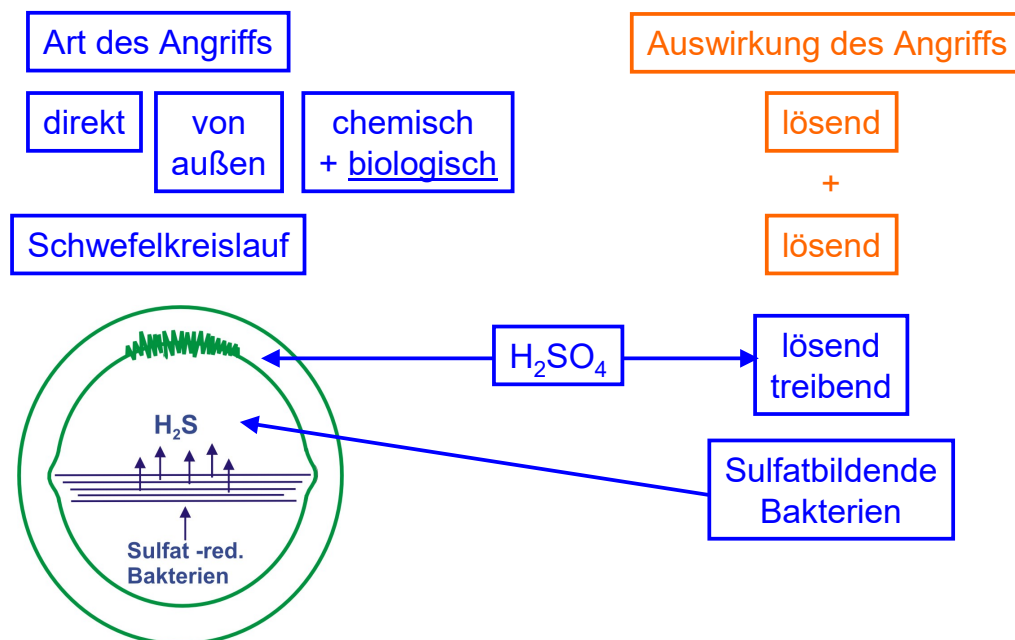 Art des Angriffs
Auswirkung des Angriffs
direkt
von
außen
chemisch
+ biologisch
lösend
+
Schwefelkreislauf
lösend
H₂SO₄
lösend
treibend
H₂S
Sulfatbildende
Bakterien
Sulfat -red.
Bakterien